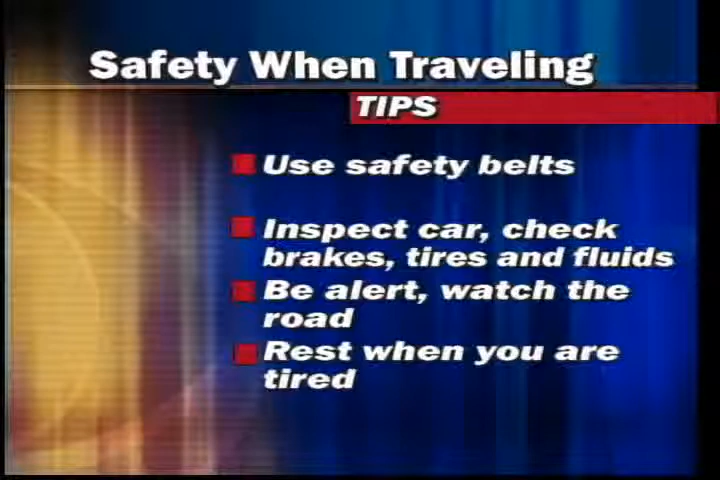 Safety When Traveling
TIPS
Use safety belts
Inspect car, check
brakes, tires and fluids
Be alert, watch the
road
Rest when you are
tired